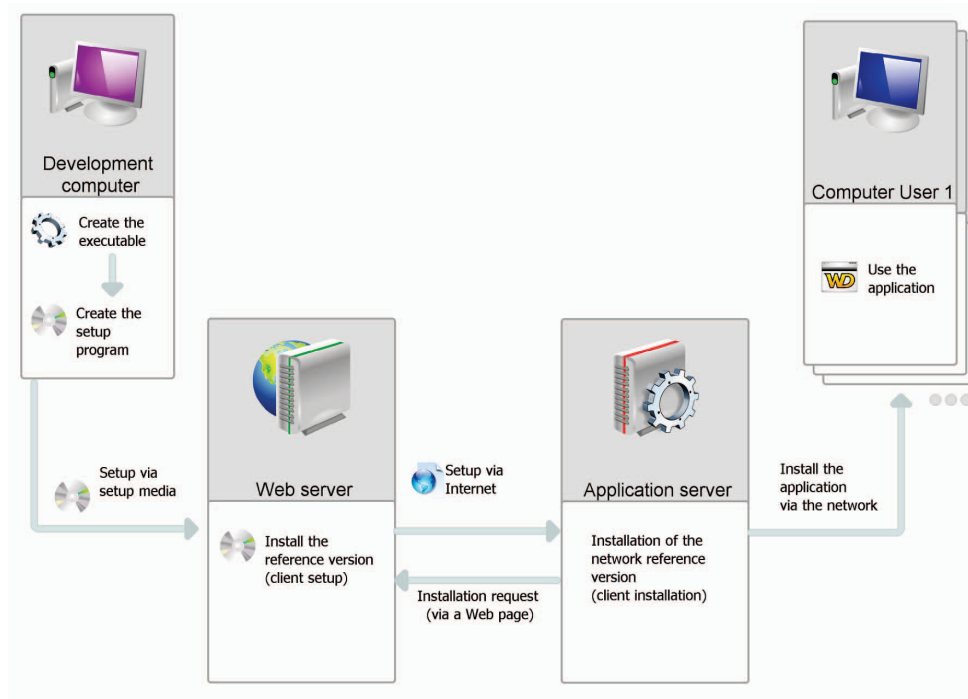 Development
computer
Create the
executable
Create the
setup
program
Setup via
setup media
Web server
Install the
reference version
(client setup)
Setup via
Internet
Installation request
(via a Web page)
Application server
Installation of the
network reference
version
(client installation)
Install the
application
via the network
Computer User 1
WD
Use the
application